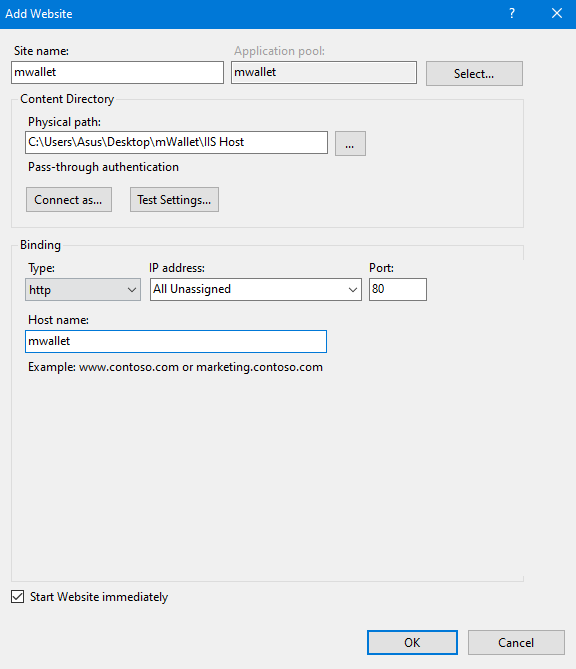 Add Website ?
Site name: Application pool:
mwallet mwallet Select...
Content Directory
Physical path:
C:\Users\Asus\Desktop\mWallet\IIS Host ...
Pass-through authentication
Connect as... Test Settings...
Binding
Type: IP address: Port:
http All Unassigned 80
Host name:
mwallet
Example: www.contoso.com or marketing.contoso.com
Start Website immediately
OK Cancel